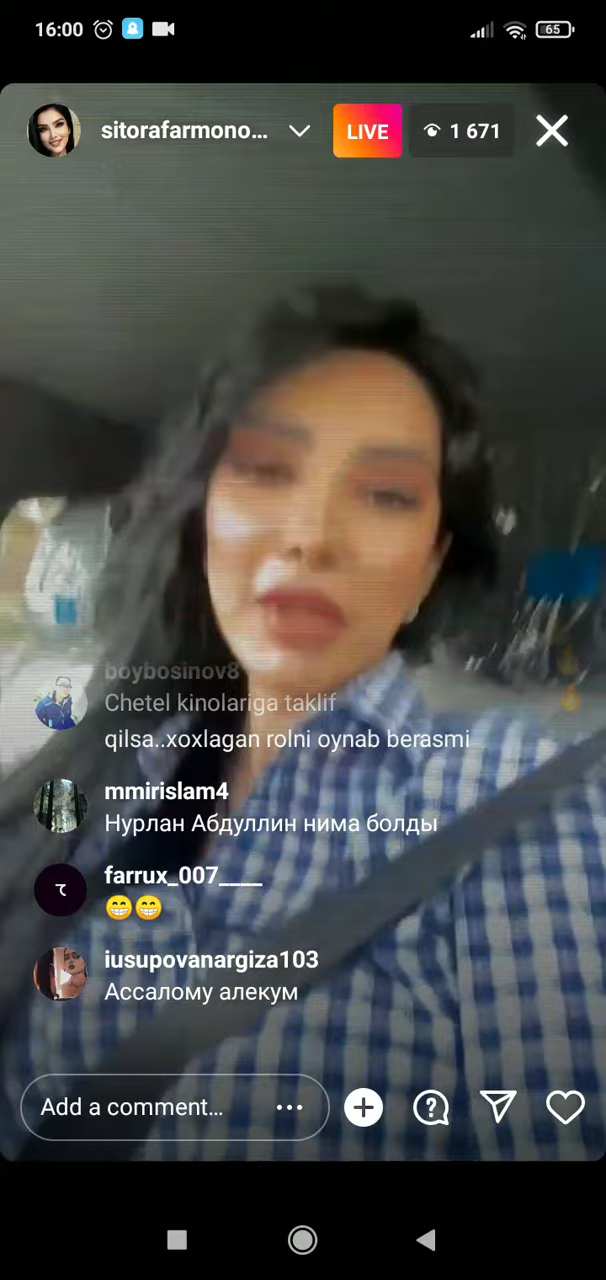 16:00
65
sitorafarmono...
LIVE
1 671
boybosinov8
Chetel kinolariga taklif
qilsa..xoxlagan rolni oynab berasmi
mmirislam4
Нурлан Абдуллин нима болды
farrux_007____
😁😁
iusupovanargiza103
Ассалому алекум
Add a comment...